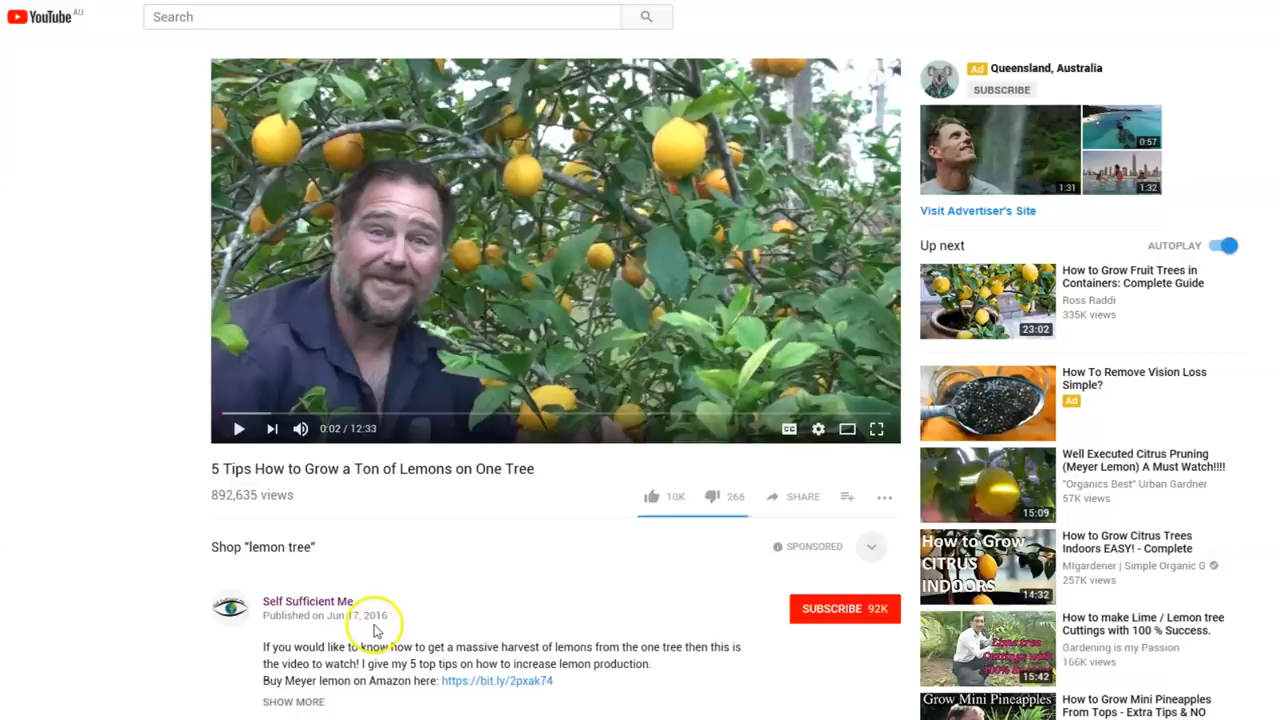 YouTube AU
Search
Ad Queensland, Australia
SUBSCRIBE
0:57
1:31
1:32
Visit Advertiser's Site
Up next
AUTOPLAY
How to Grow Fruit Trees in
Containers: Complete Guide
Ross Raddi
335K views
23:02
How To Remove Vision Loss
Simple?
Ad
Well Executed Citrus Pruning
(Meyer Lemon) A Must Watch!!!!
"Organics Best" Urban Gardner
57K views
15:09
How to Grow
CITRUS
INDOORS
14:32
How to Grow Citrus Trees
Indoors EASY! - Complete
Migardener | Simple Organic G
257K views
How to make Lime / Lemon tree
Cuttings with 100 % Success.
Gardening is my Passion
166K views
15:42
Grow Mini Pineapples
How to Grow Mini Pineapples
From Tops - Extra Tips & NO
0:02 / 12:33
CC
5 Tips How to Grow a Ton of Lemons on One Tree
892,635 views
10K
266
SHARE
Shop "lemon tree"
SPONSORED
Self Sufficient Me
Published on Jun 17, 2016
SUBSCRIBE 92K
If you would like to know how to get a massive harvest of lemons from the one tree then this is
the video to watch! I give my 5 top tips on how to increase lemon production.
Buy Meyer lemon on Amazon here: https://bit.ly/2pxak74
SHOW MORE